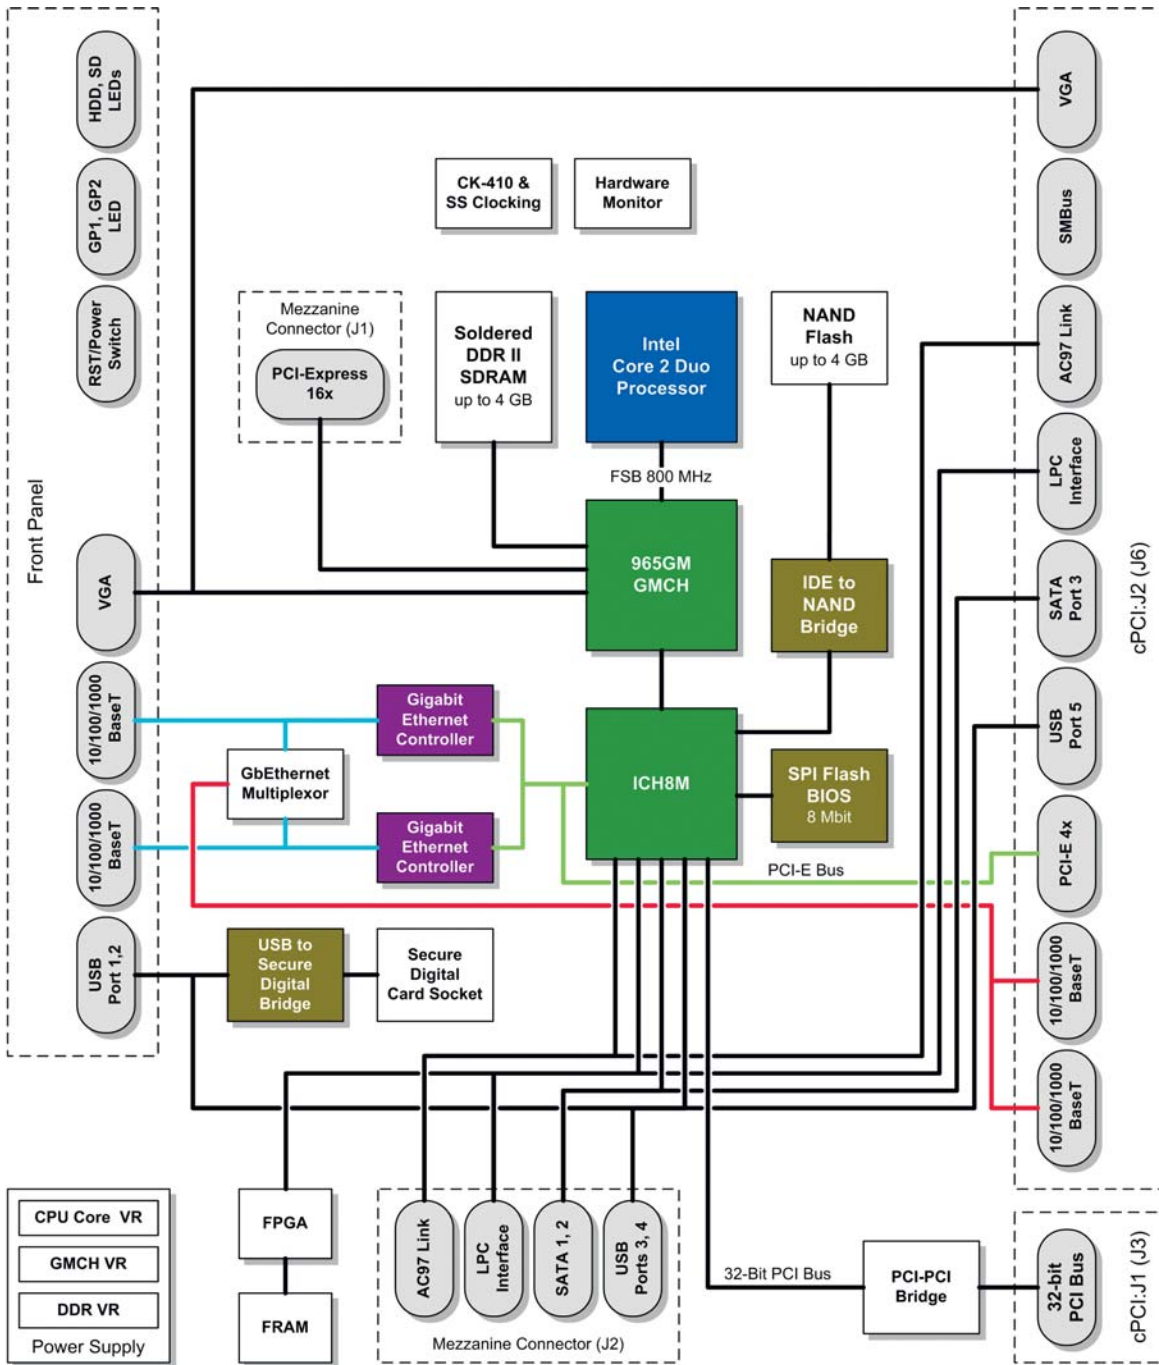 Front Panel
HDD, SD
LEDs
GP1, GP2
LED
RST/Power
Switch
VGA
10/100/1000
BaseT
10/100/1000
BaseT
USB
Port 1,2
CK-410 &
SS Clocking
Hardware
Monitor
Mezzanine
Connector (J1)
PCI-Express
16x
Soldered
DDR II
SDRAM
up to 4 GB
Intel
Core 2 Duo
Processor
NAND
Flash
up to 4 GB
FSB 800 MHz
965GM
GMCH
IDE to
NAND
Bridge
Gigabit
Ethernet
Controller
GbEthernet
Multiplexor
Gigabit
Ethernet
Controller
ICH8M
SPI Flash
BIOS
8 Mbit
PCI-E Bus
USB to
Secure
Digital
Bridge
Secure
Digital
Card Socket
cPCI:J2 (J6)
VGA
SMBus
AC97 Link
LPC
Interface
SATA
Port 3
USB
Port 5
PCI-E 4x
10/100/1000
BaseT
10/100/1000
BaseT
CPU Core VR
GMCH VR
DDR VR
Power Supply
FPGA
FRAM
AC97 Link
LPC
Interface
SATA 1, 2
USB
Ports 3, 4
Mezzanine Connector (J2)
32-Bit PCI Bus
PCI-PCI
Bridge
32-bit
PCI Bus
cPCI:J1 (J3)